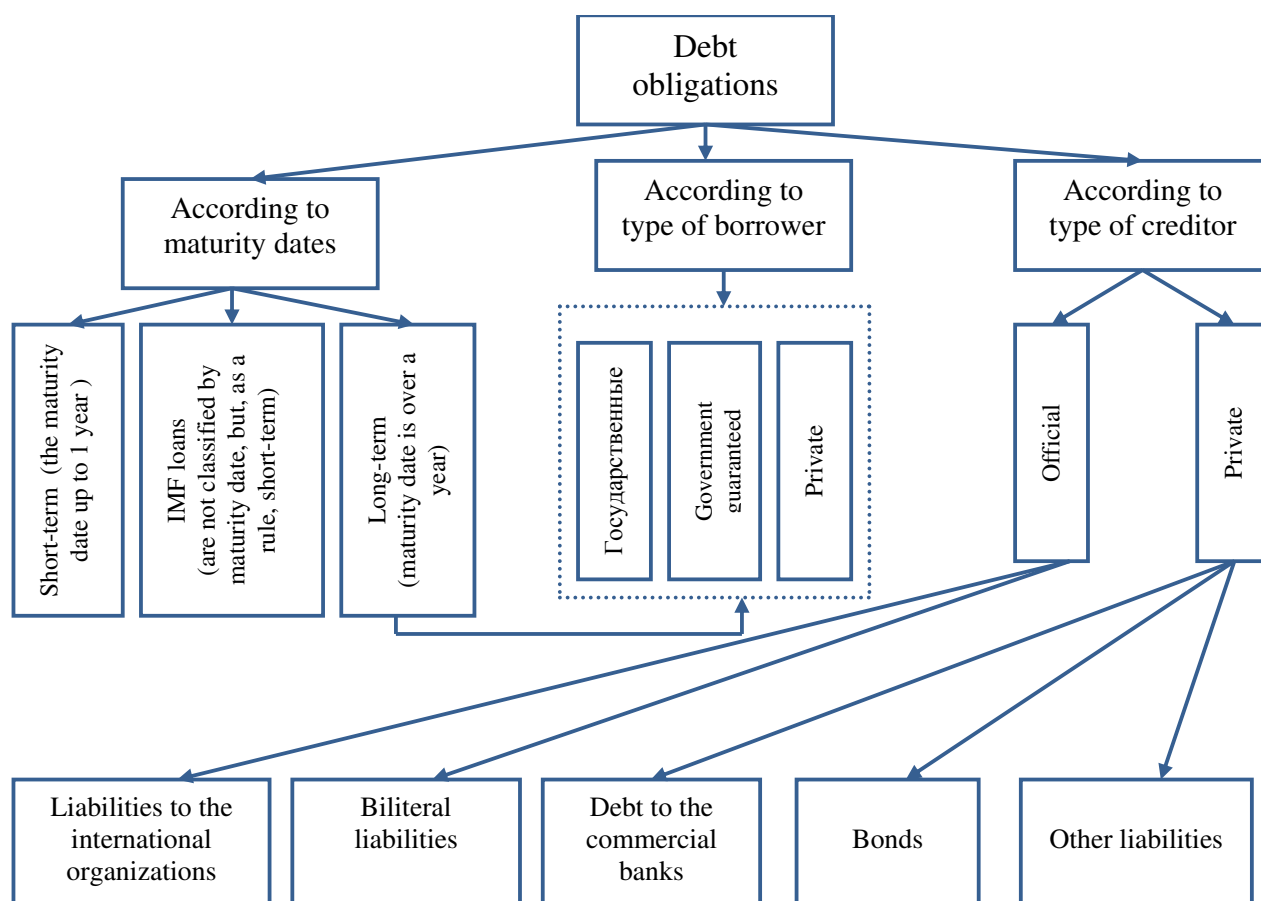 Debt
obligations
According to
maturity dates
According to
type of borrower
According to
type of creditor
Short-term (the maturity
date up to 1 year )
IMF loans
(are not classified by
maturity date, but, as a
rule, short-term)
Long-term
(maturity date is over a
year)
Государственные
Government
guaranteed
Private
Official
Private
Liabilities to the
international
organizations
Biliteral
liabilities
Debt to the
commercial
banks
Bonds
Other liabilities